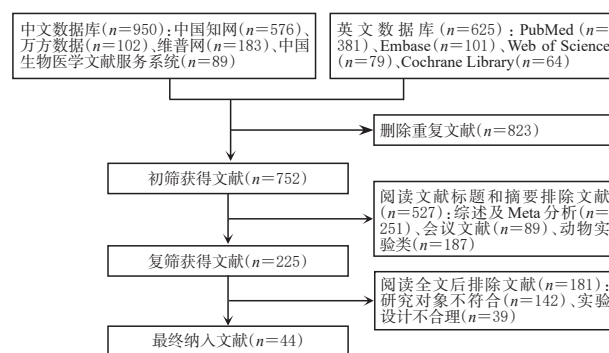 中文数据库(n=950)：中国知网(n=576)、
万方数据(n=102)、维普网(n=183)、中国
生物医学文献服务系统(n=89)
英文数据库(n=625)：PubMed(n=
381)、Embase(n=101)、Web of Science
(n=79)、Cochrane Library(n=64)
删除重复文献(n=823)
初筛获得文献(n=752)
阅读文献标题和摘要排除文献
(n=527)：综述及Meta分析(n=
251)、会议文献(n=89)、动物实
验类(n=187)
复筛获得文献(n=225)
阅读全文后排除文献(n=181)：
研究对象不符合(n=142)、实验
设计不合理(n=39)
最终纳入文献(n=44)